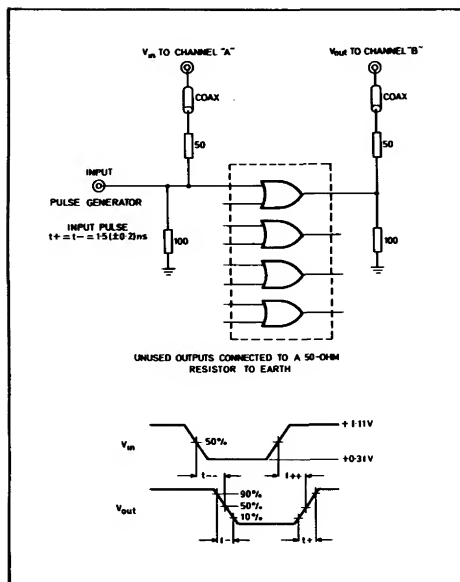 Vin TO CHANNEL "A"
Vout TO CHANNEL "B"
COAX
COAX
50
50
INPUT
PULSE GENERATOR
INPUT PULSE
t+ = t- = 1·5 (±0·2) ns
100
100
UNUSED OUTPUTS CONNECTED TO A 50-OHM
RESISTOR TO EARTH
Vin
50%
+1·11V
+0·31V
t--
t++
Vout
90%
50%
10%
t-
t+